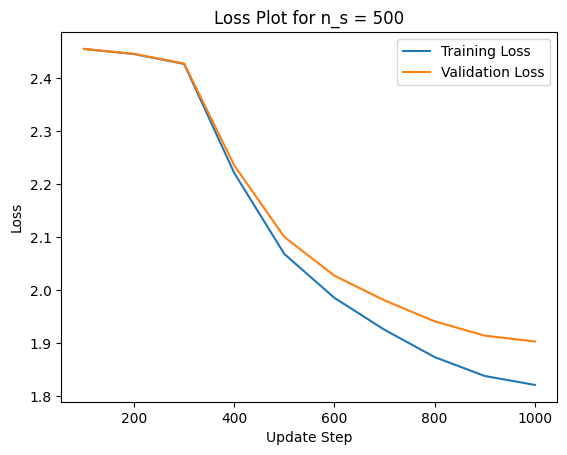 Loss Plot for n_s = 500
Training Loss
Validation Loss
Loss
2.4
2.3
2.2
2.1
2.0
1.9
1.8
200
400
600
800
1000
Update Step